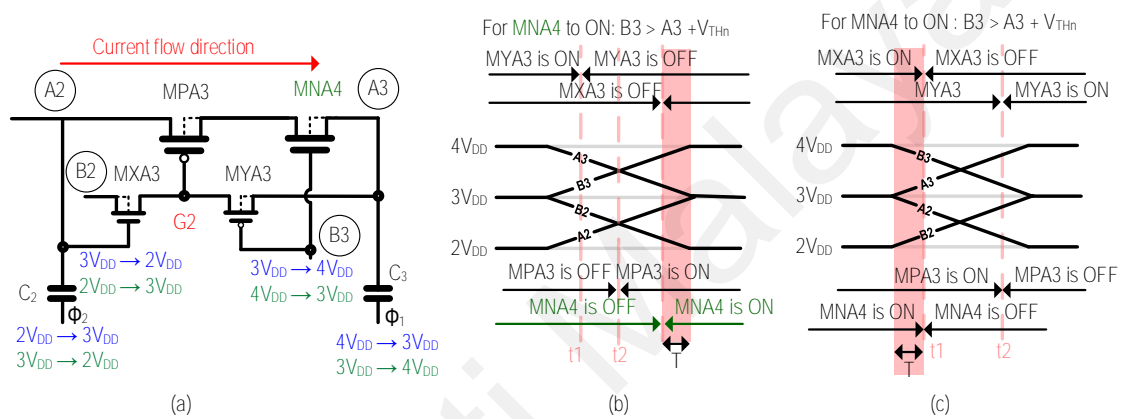 Current flow direction
A2
MPA3
MNA4
A3
B2
MXA3
MYA3
G2
B3
3VDD → 2VDD
2VDD → 3VDD
3VDD → 4VDD
4VDD → 3VDD
C2
Φ2
C3
Φ1
2VDD → 3VDD
3VDD → 2VDD
4VDD → 3VDD
3VDD → 4VDD
(a)
For MNA4 to ON: B3 > A3 +VTHn
MYA3 is ON
MYA3 is OFF
MXA3 is OFF
4VDD
3VDD
2VDD
A3
B3
B2
A2
MPA3 is OFF
MPA3 is ON
MNA4 is OFF
MNA4 is ON
t1
t2
T
(b)
For MNA4 to ON : B3 > A3 + VTHn
MXA3 is ON
MXA3 is OFF
MYA3
MYA3 is ON
4VDD
3VDD
2VDD
B3
A3
A2
B2
MPA3 is ON
MPA3 is OFF
MNA4 is ON
MNA4 is OFF
t1
t2
T
(c)
ti Malaya